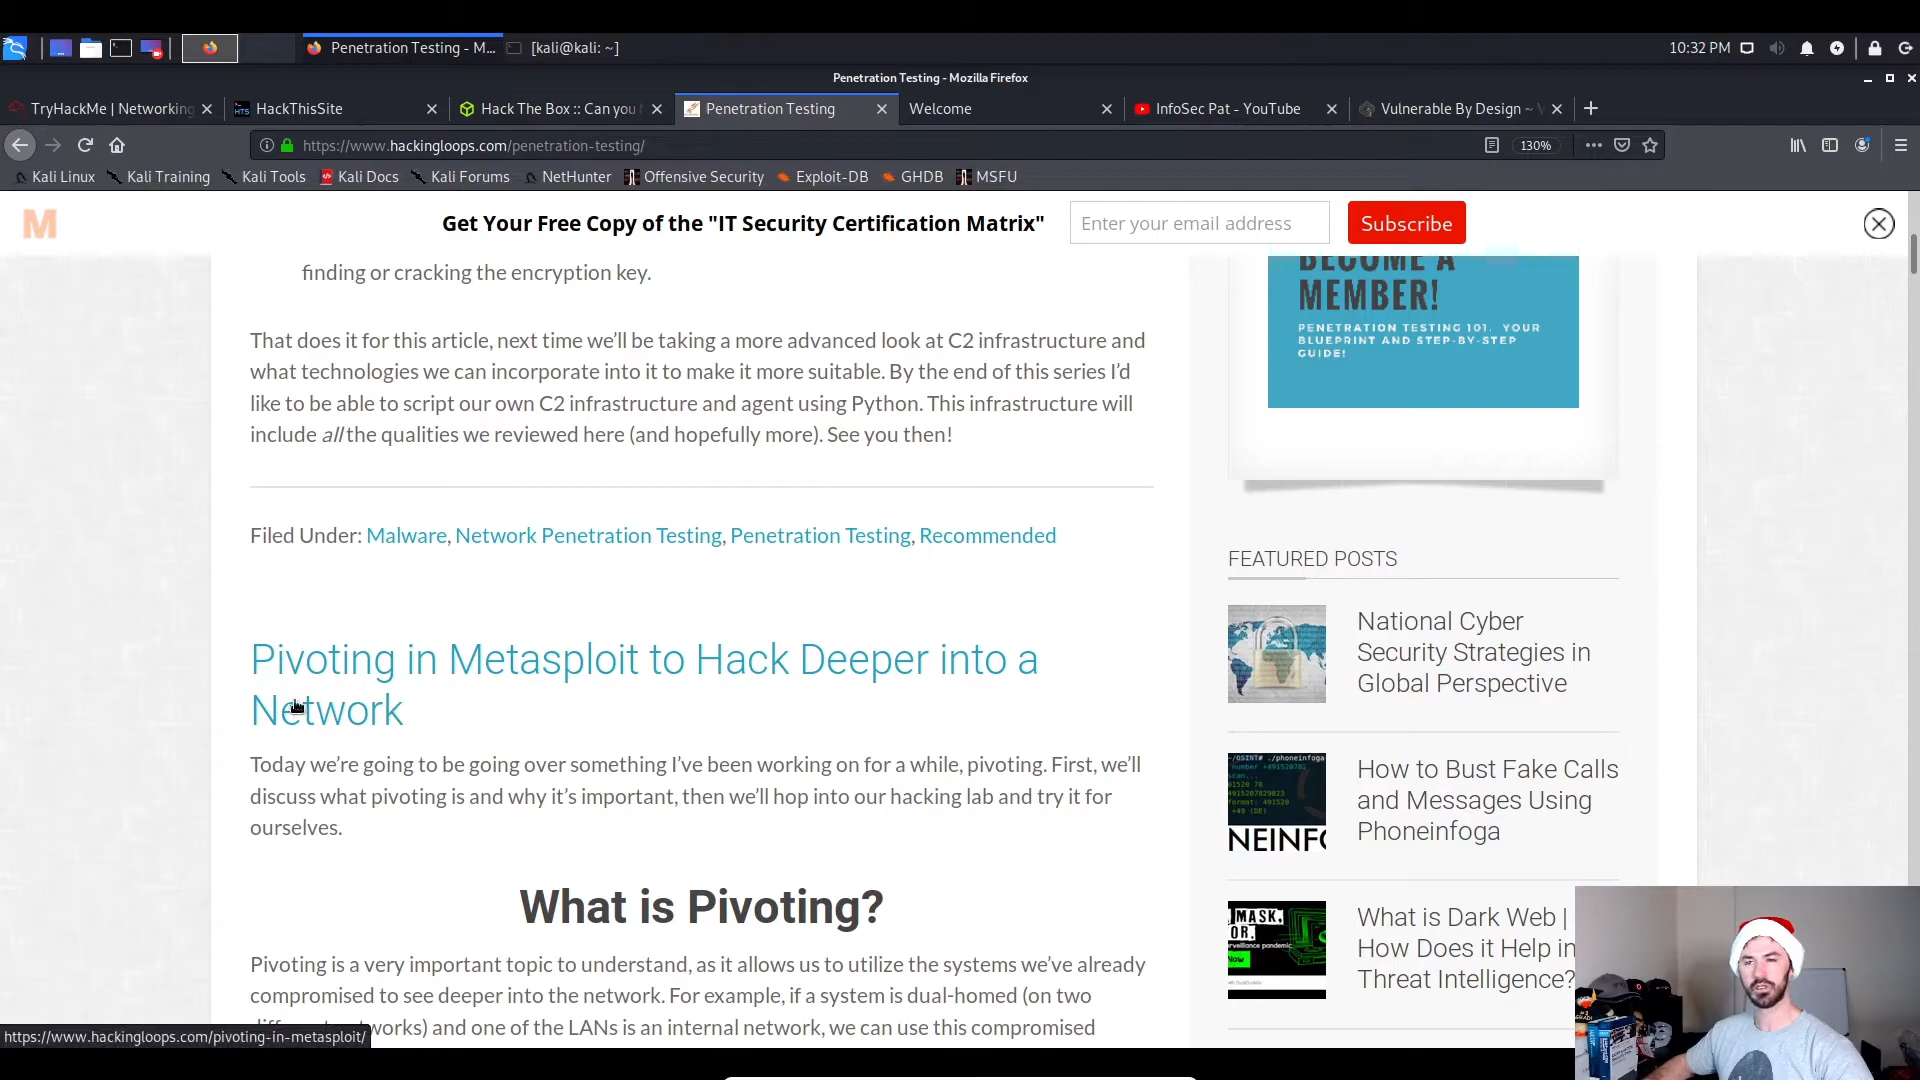 Penetration Testing - M...
[kali@kali: ~]
10:32 PM
Penetration Testing - Mozilla Firefox
TryHackMe | Networking
HackThisSite
Hack The Box :: Can you
Penetration Testing
Welcome
InfoSec Pat - YouTube
Vulnerable By Design ~
https://www.hackingloops.com/penetration-testing/
130%
Kali Linux
Kali Training
Kali Tools
Kali Docs
Kali Forums
NetHunter
Offensive Security
Exploit-DB
GHDB
MSFU
M
Get Your Free Copy of the "IT Security Certification Matrix"
Enter your email address
Subscribe
finding or cracking the encryption key.
That does it for this article, next time we'll be taking a more advanced look at C2 infrastructure and
what technologies we can incorporate into it to make it more suitable. By the end of this series I'd
like to be able to script our own C2 infrastructure and agent using Python. This infrastructure will
include all the qualities we reviewed here (and hopefully more). See you then!
Filed Under: Malware, Network Penetration Testing, Penetration Testing, Recommended
Pivoting in Metasploit to Hack Deeper into a
Network
Today we're going to be going over something I've been working on for a while, pivoting. First, we'll
discuss what pivoting is and why it's important, then we'll hop into our hacking lab and try it for
ourselves.
What is Pivoting?
Pivoting is a very important topic to understand, as it allows us to utilize the systems we've already
compromised to see deeper into the network. For example, if a system is dual-homed (on two
and one of the LANs is an internal network, we can use this compromised
https://www.hackingloops.com/pivoting-in-metasploit/
BECOME A
MEMBER!
PENETRATION TESTING 101. YOUR
BLUEPRINT AND STEP-BY-STEP
GUIDE!
FEATURED POSTS
National Cyber
Security Strategies in
Global Perspective
How to Bust Fake Calls
and Messages Using
Phoneinfoga
What is Dark Web |
How Does it Help in
Threat Intelligence?